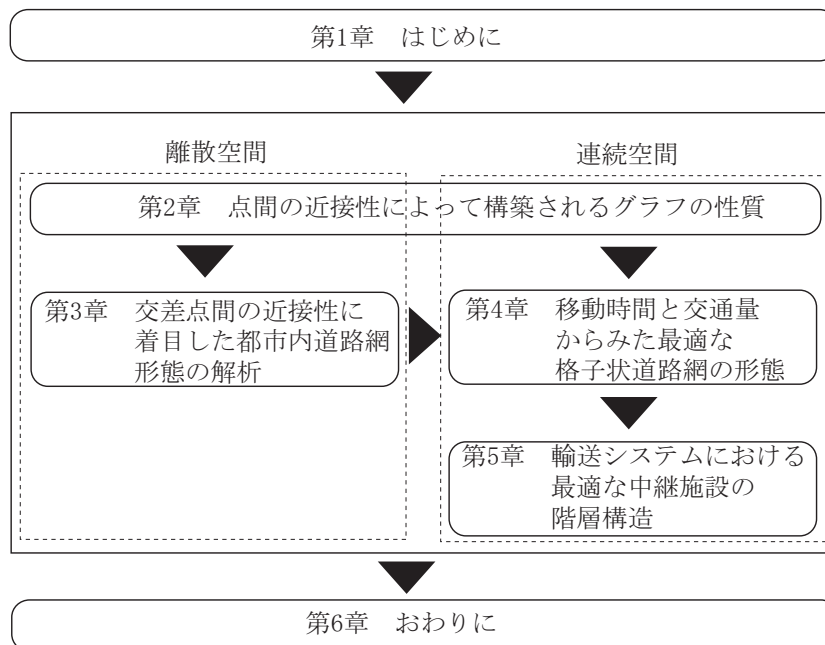 第1章　はじめに
離散空間
連続空間
第2章　点間の近接性によって構築されるグラフの性質
第3章　交差点間の近接性に
着目した都市内道路網
形態の解析
第4章　移動時間と交通量
からみた最適な
格子状道路網の形態
第5章　輸送システムにおける
最適な中継施設の
階層構造
第6章　おわりに